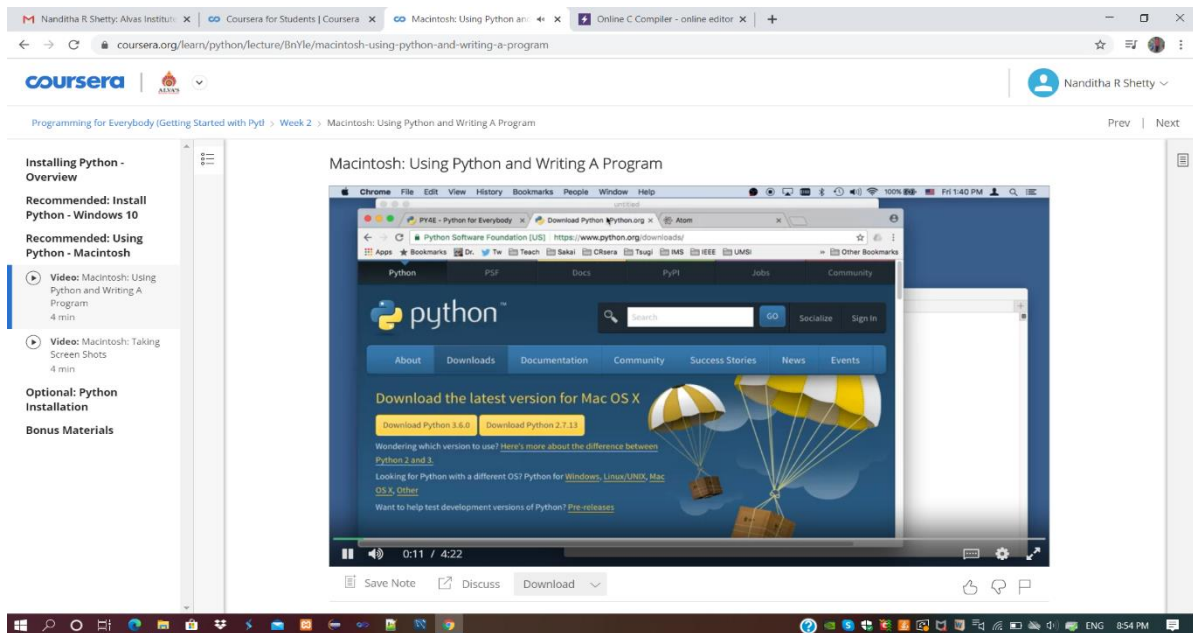 Nanditha R Shetty: Alvas Institut
Coursera for Students | Coursera
Macintosh: Using Python an
Online C Compiler - online editor
coursera.org/learn/python/lecture/BnYle/macintosh-using-python-and-writing-a-program
coursera
ALVA'S
Nanditha R Shetty
Programming for Everybody (Getting Started with Pyt > Week 2 > Macintosh: Using Python and Writing A Program
Prev | Next
Installing Python -
Overview
Recommended: Install
Python - Windows 10
Recommended: Using
Python - Macintosh
Video: Macintosh: Using
Python and Writing A
Program
4 min
Video: Macintosh: Taking
Screen Shots
4 min
Optional: Python
Installation
Bonus Materials
Macintosh: Using Python and Writing A Program
Chrome File Edit View History Bookmarks People Window Help
100% Fri 1:40 PM
untitled
PY4E - Python for Everybody
Download Python | Python.org
Atom
Python Software Foundation [US] https://www.python.org/downloads/
Apps Bookmarks Dr. Tw Teach Sakai CRsera Tsugi IMS IEEE UMSI » Other Bookmarks
Python PSF Docs PyPI Jobs Community
python™
Search GO Socialize Sign In
About Downloads Documentation Community Success Stories News Events
Download the latest version for Mac OS X
Download Python 3.6.0 Download Python 2.7.13
Wondering which version to use? Here's more about the difference between
Python 2 and 3.
Looking for Python with a different OS? Python for Windows, Linux/UNIX, Mac
OS X, Other
Want to help test development versions of Python? Pre-releases
0:11 / 4:22
Save Note Discuss Download
ENG 8:54 PM